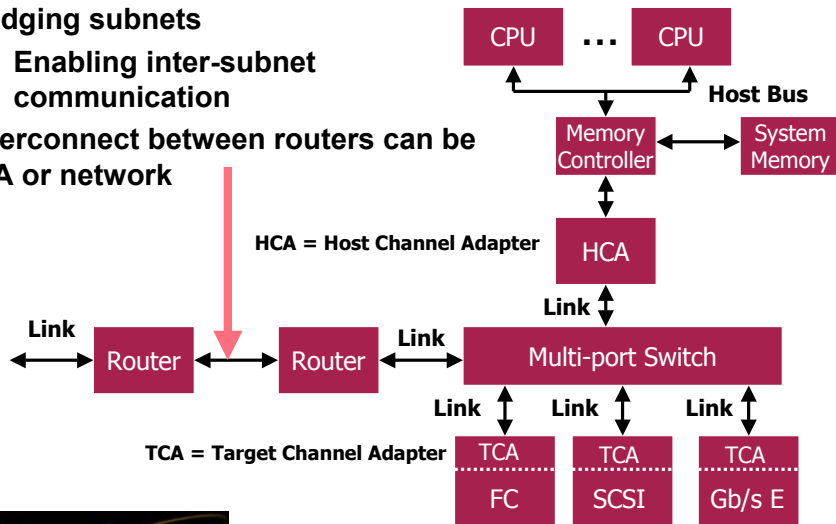 dging subnets
Enabling inter-subnet
communication
erconnect between routers can be
A or network
CPU ... CPU
Host Bus
Memory
Controller
System
Memory
HCA = Host Channel Adapter
HCA
Link
Link
Router
Router
Link
Multi-port Switch
Link
Link
Link
TCA = Target Channel Adapter
TCA
FC
TCA
SCSI
TCA
Gb/s E